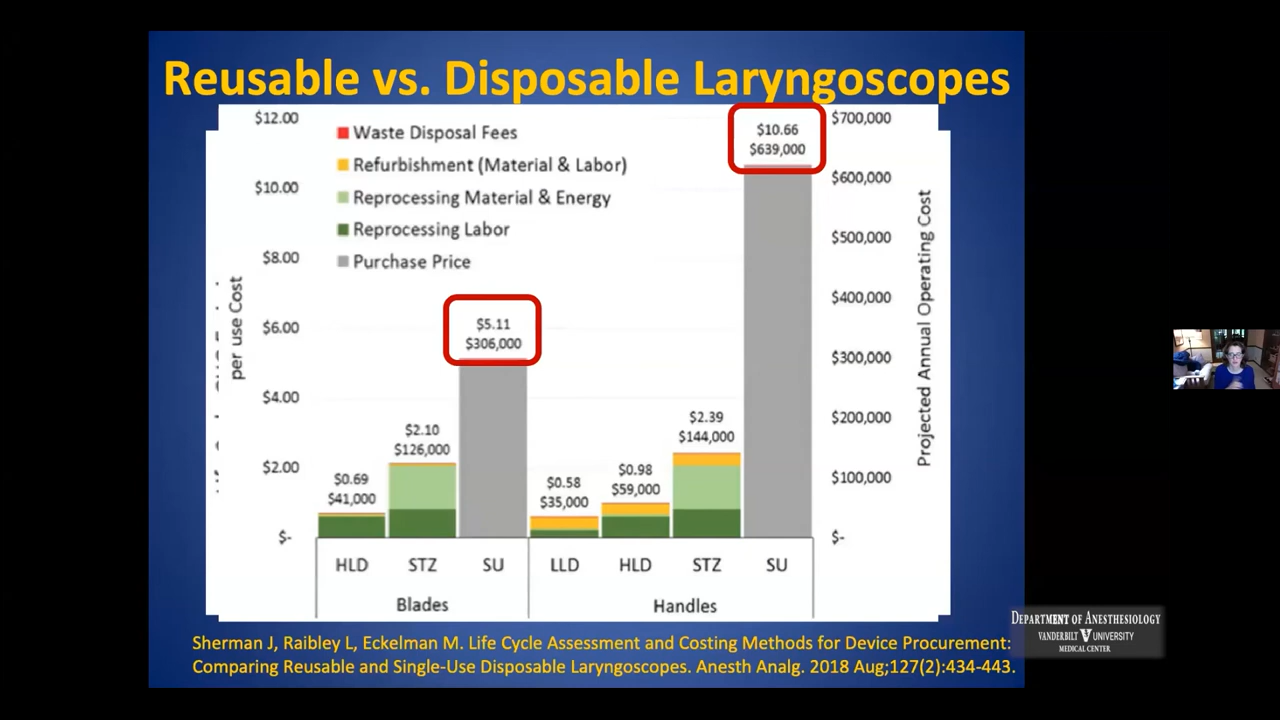 Reusable vs. Disposable Laryngoscopes
$12.00
$10.00
$8.00
$6.00
$4.00
$2.00
$-
per use Cost
Waste Disposal Fees
Refurbishment (Material & Labor)
Reprocessing Material & Energy
Reprocessing Labor
Purchase Price
$0.69
$41,000
$2.10
$126,000
$5.11
$306,000
$0.58
$35,000
$0.98
$59,000
$2.39
$144,000
$10.66
$639,000
$700,000
$600,000
$500,000
$400,000
$300,000
$200,000
$100,000
$-
Projected Annual Operating Cost
HLD STZ SU LLD HLD STZ SU
Blades Handles
Sherman J, Raibley L, Eckelman M. Life Cycle Assessment and Costing Methods for Device Procurement:
Comparing Reusable and Single-Use Disposable Laryngoscopes. Anesth Analg. 2018 Aug;127(2):434-443.
DEPARTMENT OF ANESTHESIOLOGY
VANDERBILT UNIVERSITY
MEDICAL CENTER